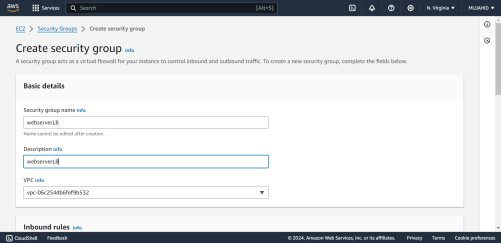 aws
Services
Search
[Alt+S]
N. Virginia
MUJAHID
EC2 > Security Groups > Create security group
Create security group Info
A security group acts as a virtual firewall for your instance to control inbound and outbound traffic. To create a new security group, complete the fields below.
Basic details
Security group name Info
webserverLB
Name cannot be edited after creation.
Description Info
webserverLB
VPC Info
vpc-06c254db6fef9b532
Inbound rules Info
CloudShell Feedback
© 2024, Amazon Web Services, Inc. or its affiliates. Privacy Terms Cookie preferences